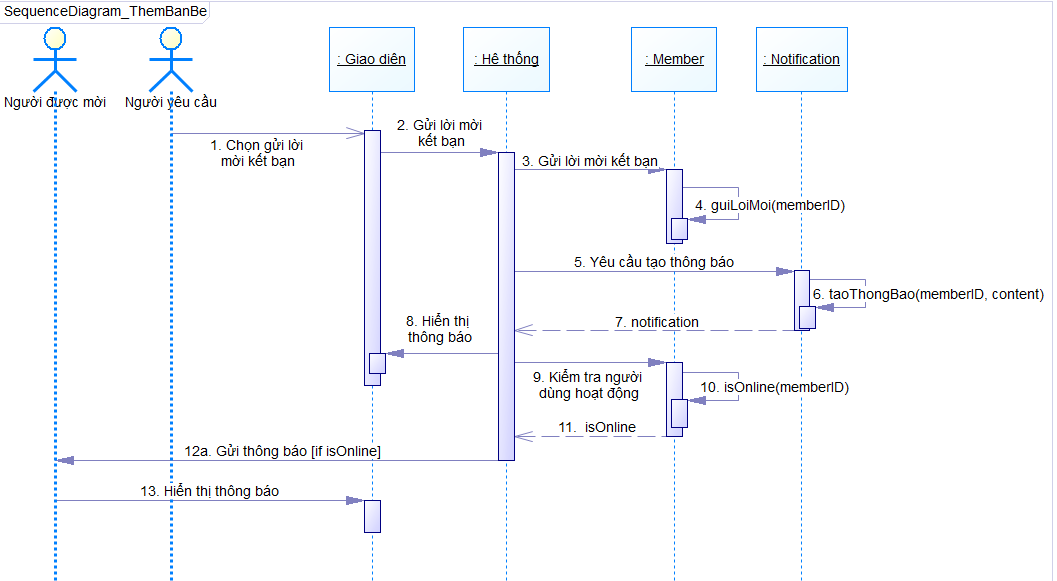 SequenceDiagram_ThemBanBe
: Giao diên
: Hê thống
: Member
: Notification
Người được mời
Người yêu cầu
1. Chọn gửi lời
mời kết bạn
2. Gửi lời mời
kết bạn
3. Gửi lời mời kết bạn
4. guiLoiMoi(memberID)
5. Yêu cầu tạo thông báo
6. taoThongBao(memberID, content)
7. notification
8. Hiển thị
thông báo
9. Kiểm tra người
dùng hoạt động
10. isOnline(memberID)
11. isOnline
12a. Gửi thông báo [if isOnline]
13. Hiển thị thông báo